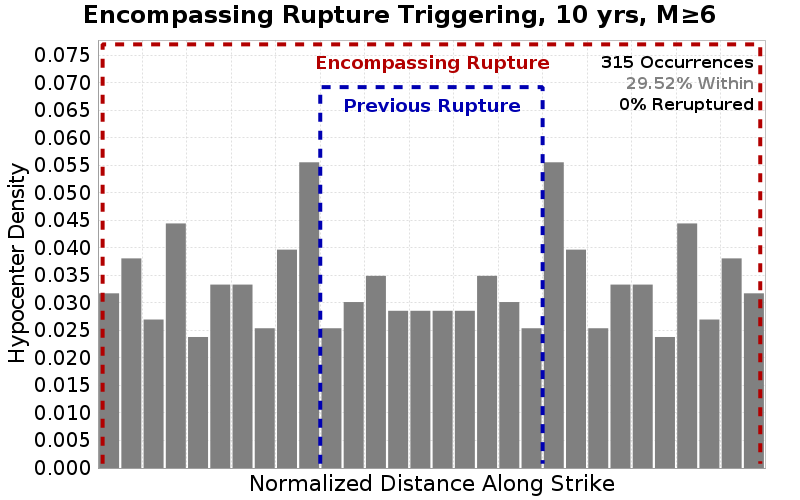 Encompassing Rupture Triggering, 10 yrs, M≥6
Encompassing Rupture
315 Occurrences
29.52% Within
0% Reruptured
Previous Rupture
Hypocenter Density
0.075
0.070
0.065
0.060
0.055
0.050
0.045
0.040
0.035
0.030
0.025
0.020
0.015
0.010
0.005
0.000
Normalized Distance Along Strike